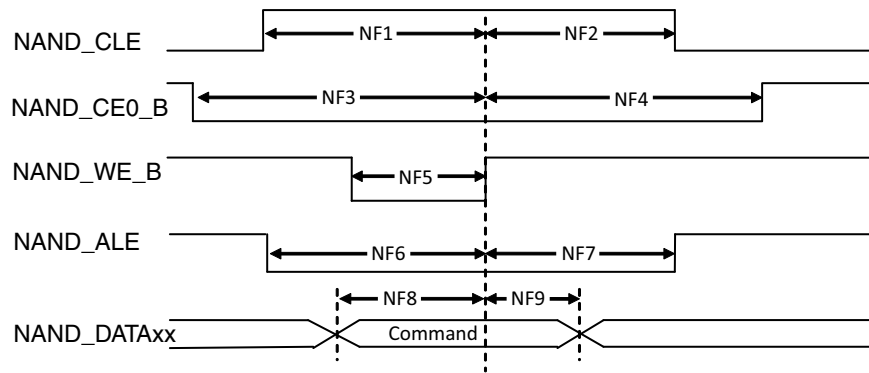 NAND_CLE
NF1
NF2
NAND_CE0_B
NF3
NF4
NAND_WE_B
NF5
NAND_ALE
NF6
NF7
NF8
NF9
NAND_DATAxx
Command